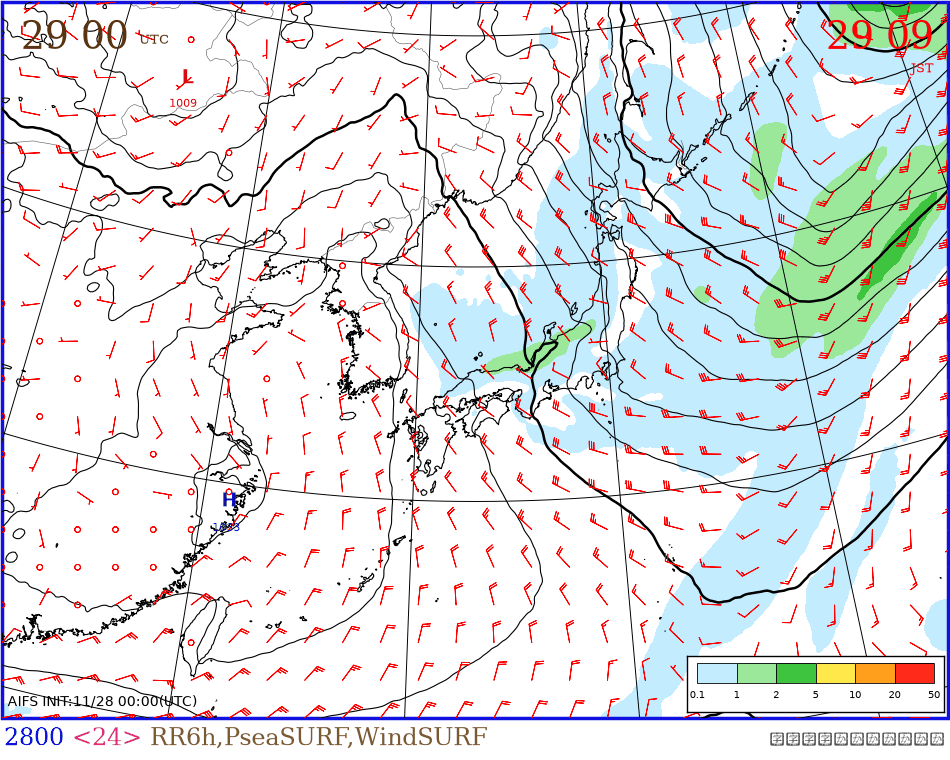 29 00 UTC
29 09
JST
L
1009
H
AIFS INIT:11/28 00:00(UTC)
0.1 1 2 5 10 20 50
2800 <24> RR6h,PseaSURF,WindSURF